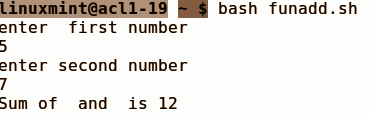 linuxmint@acl1-19 ~ $ bash funadd.sh
enter  first number
5
enter second number
7
Sum of  and  is 12